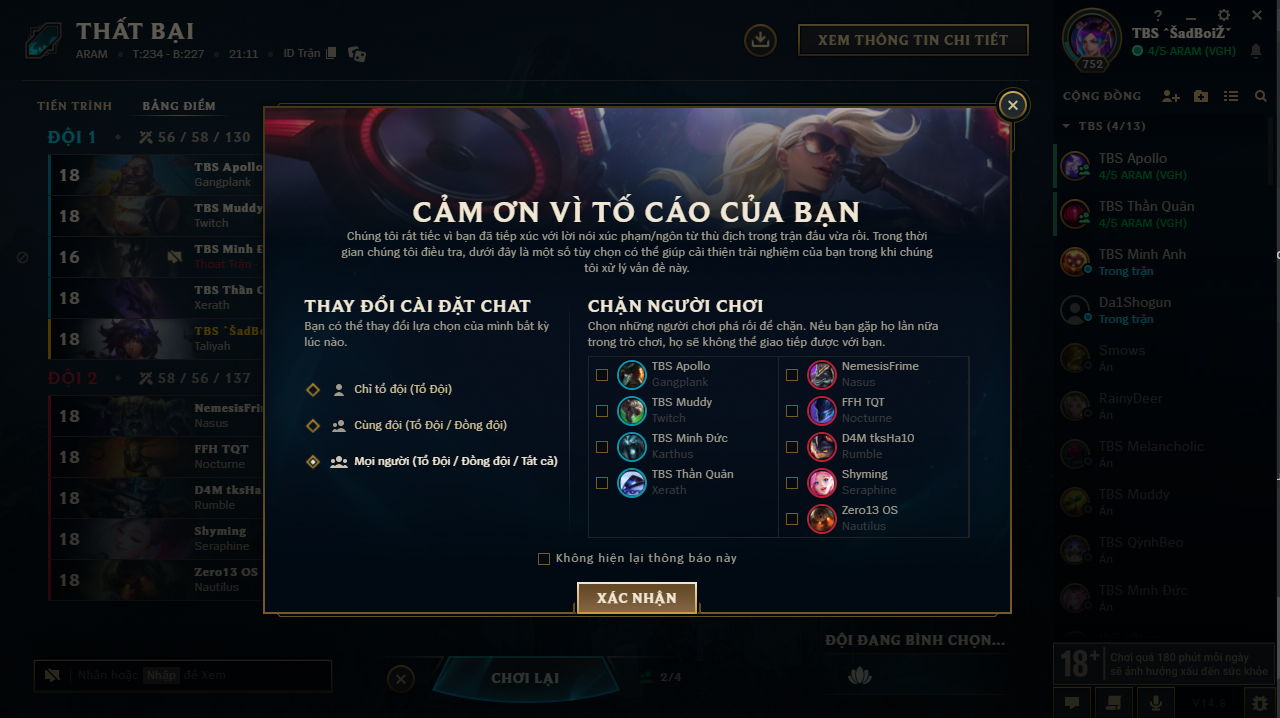 THẤT BẠI
ARAM • T:234 - B:227 • 21:11 • ID Trận
XEM THÔNG TIN CHI TIẾT
TBS ˆŠadBoiŽˇ
4/5 ARAM (VGH)
752
TIẾN TRÌNH
BẢNG ĐIỂM
ĐỘI 1 • 56 / 58 / 130
18 TBS Apollo
Gangplank
18 TBS Muddy
Twitch
16 TBS Minh Đ
Thoát Trận
18 TBS Thần Q
Xerath
18 TBS ˆŠadBo
Taliyah
ĐỘI 2 • 58 / 56 / 137
18 NemesisFri
Nasus
18 FFH TQT
Nocturne
18 D4M tksHa
Rumble
18 Shyming
Seraphine
18 Zero13 OS
Nautilus
CẢM ƠN VÌ TỐ CÁO CỦA BẠN
Chúng tôi rất tiếc vì bạn đã tiếp xúc với lời nói xúc phạm/ngôn từ thù địch trong trận đấu vừa rồi. Trong thời
gian chúng tôi điều tra, dưới đây là một số tùy chọn có thể giúp cải thiện trải nghiệm của bạn trong khi chúng
tôi xử lý vấn đề này.
THAY ĐỔI CÀI ĐẶT CHAT
Bạn có thể thay đổi lựa chọn của mình bất kỳ
lúc nào.
Chỉ tổ đội (Tổ Đội)
Cùng đội (Tổ Đội / Đồng đội)
Mọi người (Tổ Đội / Đồng đội / Tất cả)
CHẶN NGƯỜI CHƠI
Chọn những người chơi phá rối để chặn. Nếu bạn gặp họ lần nữa
trong trò chơi, họ sẽ không thể giao tiếp được với bạn.
TBS Apollo
Gangplank
TBS Muddy
Twitch
TBS Minh Đức
Karthus
TBS Thần Quân
Xerath
NemesisFrime
Nasus
FFH TQT
Nocturne
D4M tksHa10
Rumble
Shyming
Seraphine
Zero13 OS
Nautilus
Không hiện lại thông báo này
XÁC NHẬN
CỘNG ĐỒNG
TBS (4/13)
TBS Apollo
4/5 ARAM (VGH)
TBS Thần Quân
4/5 ARAM (VGH)
TBS Minh Anh
Trong trận
Da1Shogun
Trong trận
Smows
Ẩn
RainyDeer
Ẩn
TBS Melancholic
Ẩn
TBS Muddy
Ẩn
TBS QỳnhBeo
Ẩn
TBS Minh Đức
Ẩn
ĐỘI ĐANG BÌNH CHỌN...
Nhấn hoặc Nhập để Xem
CHƠI LẠI
2/4
18+
Chơi quá 180 phút mỗi ngày
sẽ ảnh hưởng xấu đến sức khỏe
V14.8